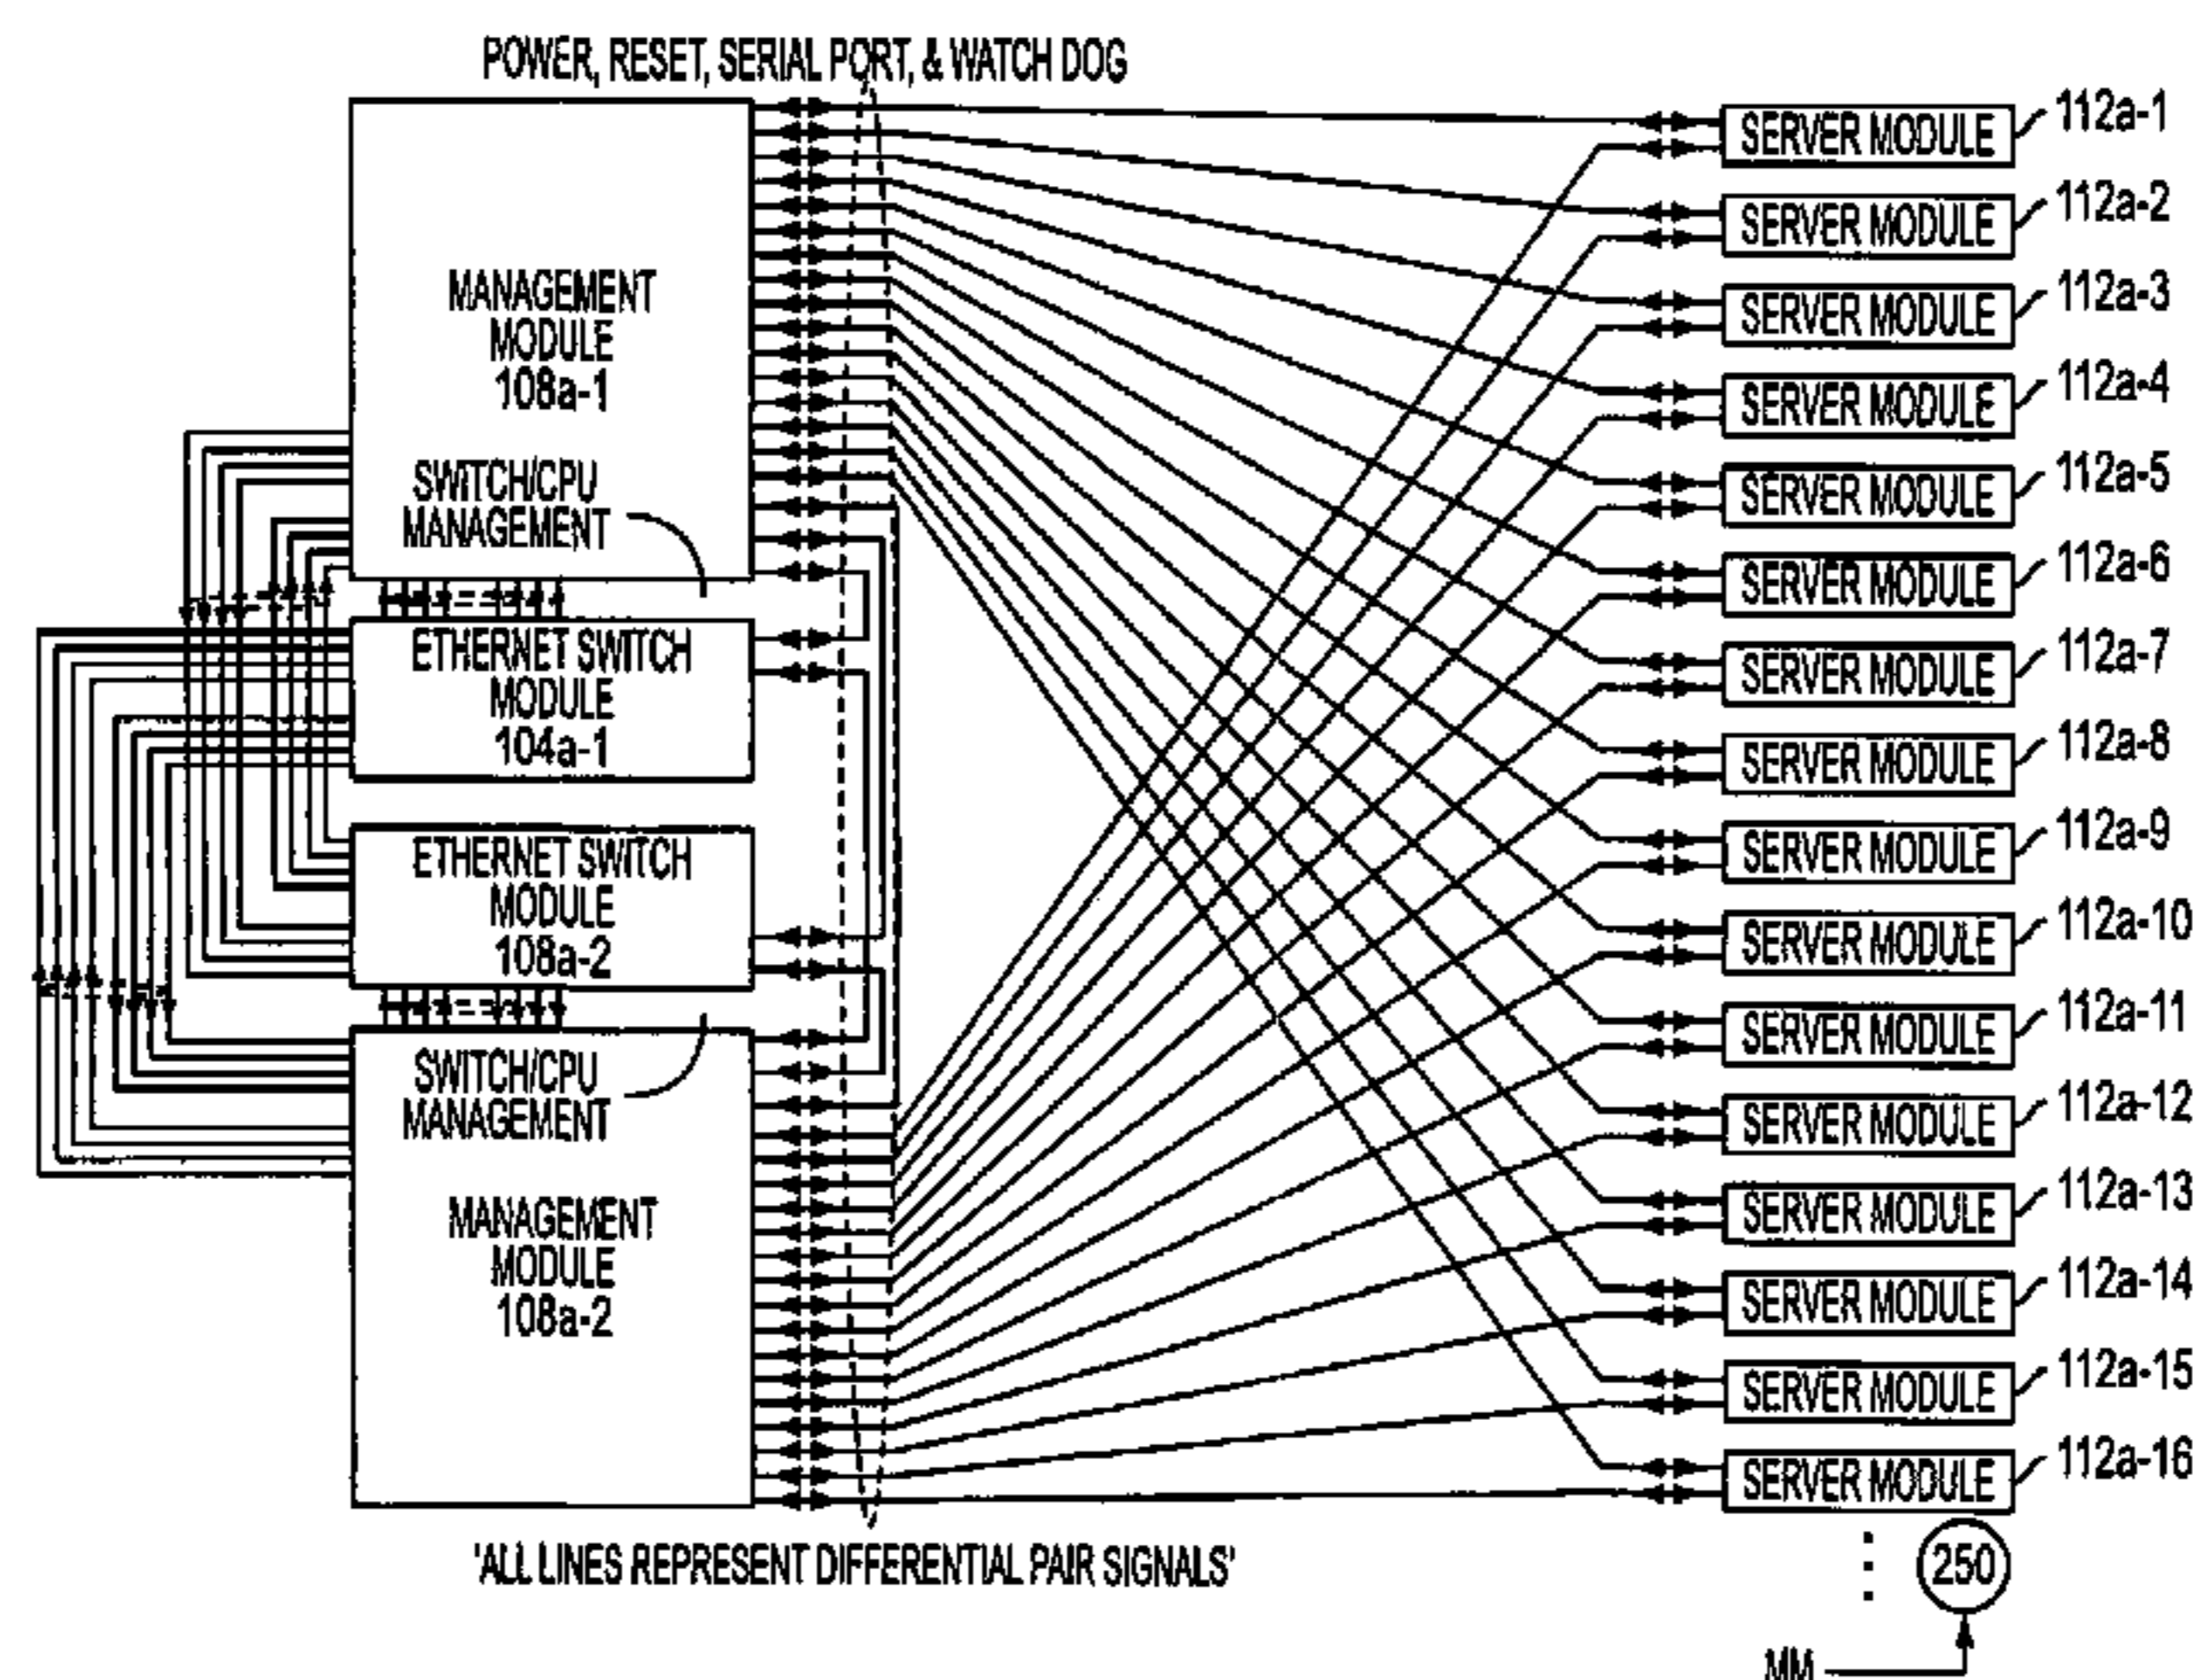 POWER, RESET, SERIAL PORT, & WATCH DOG
MANAGEMENT
MODULE
108a-1
SWITCH/CPU
MANAGEMENT
ETHERNET SWITCH
MODULE
104a-1
ETHERNET SWITCH
MODULE
108a-2
SWITCH/CPU
MANAGEMENT
MANAGEMENT
MODULE
108a-2
'ALL LINES REPRESENT DIFFERENTIAL PAIR SIGNALS'
SERVER MODULE 112a-1
SERVER MODULE 112a-2
SERVER MODULE 112a-3
SERVER MODULE 112a-4
SERVER MODULE 112a-5
SERVER MODULE 112a-6
SERVER MODULE 112a-7
SERVER MODULE 112a-8
SERVER MODULE 112a-9
SERVER MODULE 112a-10
SERVER MODULE 112a-11
SERVER MODULE 112a-12
SERVER MODULE 112a-13
SERVER MODULE 112a-14
SERVER MODULE 112a-15
SERVER MODULE 112a-16
250
MM